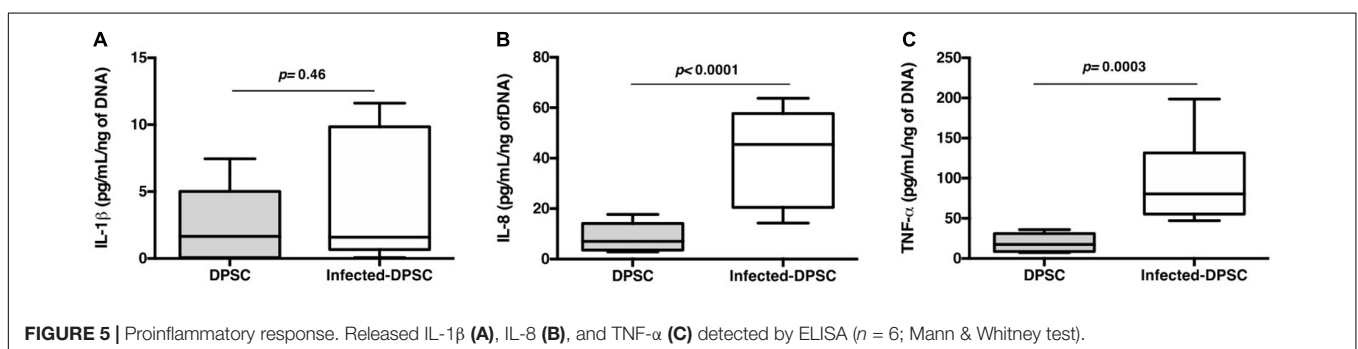 A
IL-1β (pg/mL/ng of DNA)
15
10
5
0
p= 0.46
DPSC
Infected-DPSC
B
IL-8 (pg/mL/ng ofDNA)
80
60
40
20
0
p< 0.0001
DPSC
Infected-DPSC
C
TNF-α (pg/mL/ng of DNA)
250
200
150
100
50
0
p= 0.0003
DPSC
Infected-DPSC
FIGURE 5 | Proinflammatory response. Released IL-1β (A), IL-8 (B), and TNF-α (C) detected by ELISA (n = 6; Mann & Whitney test).